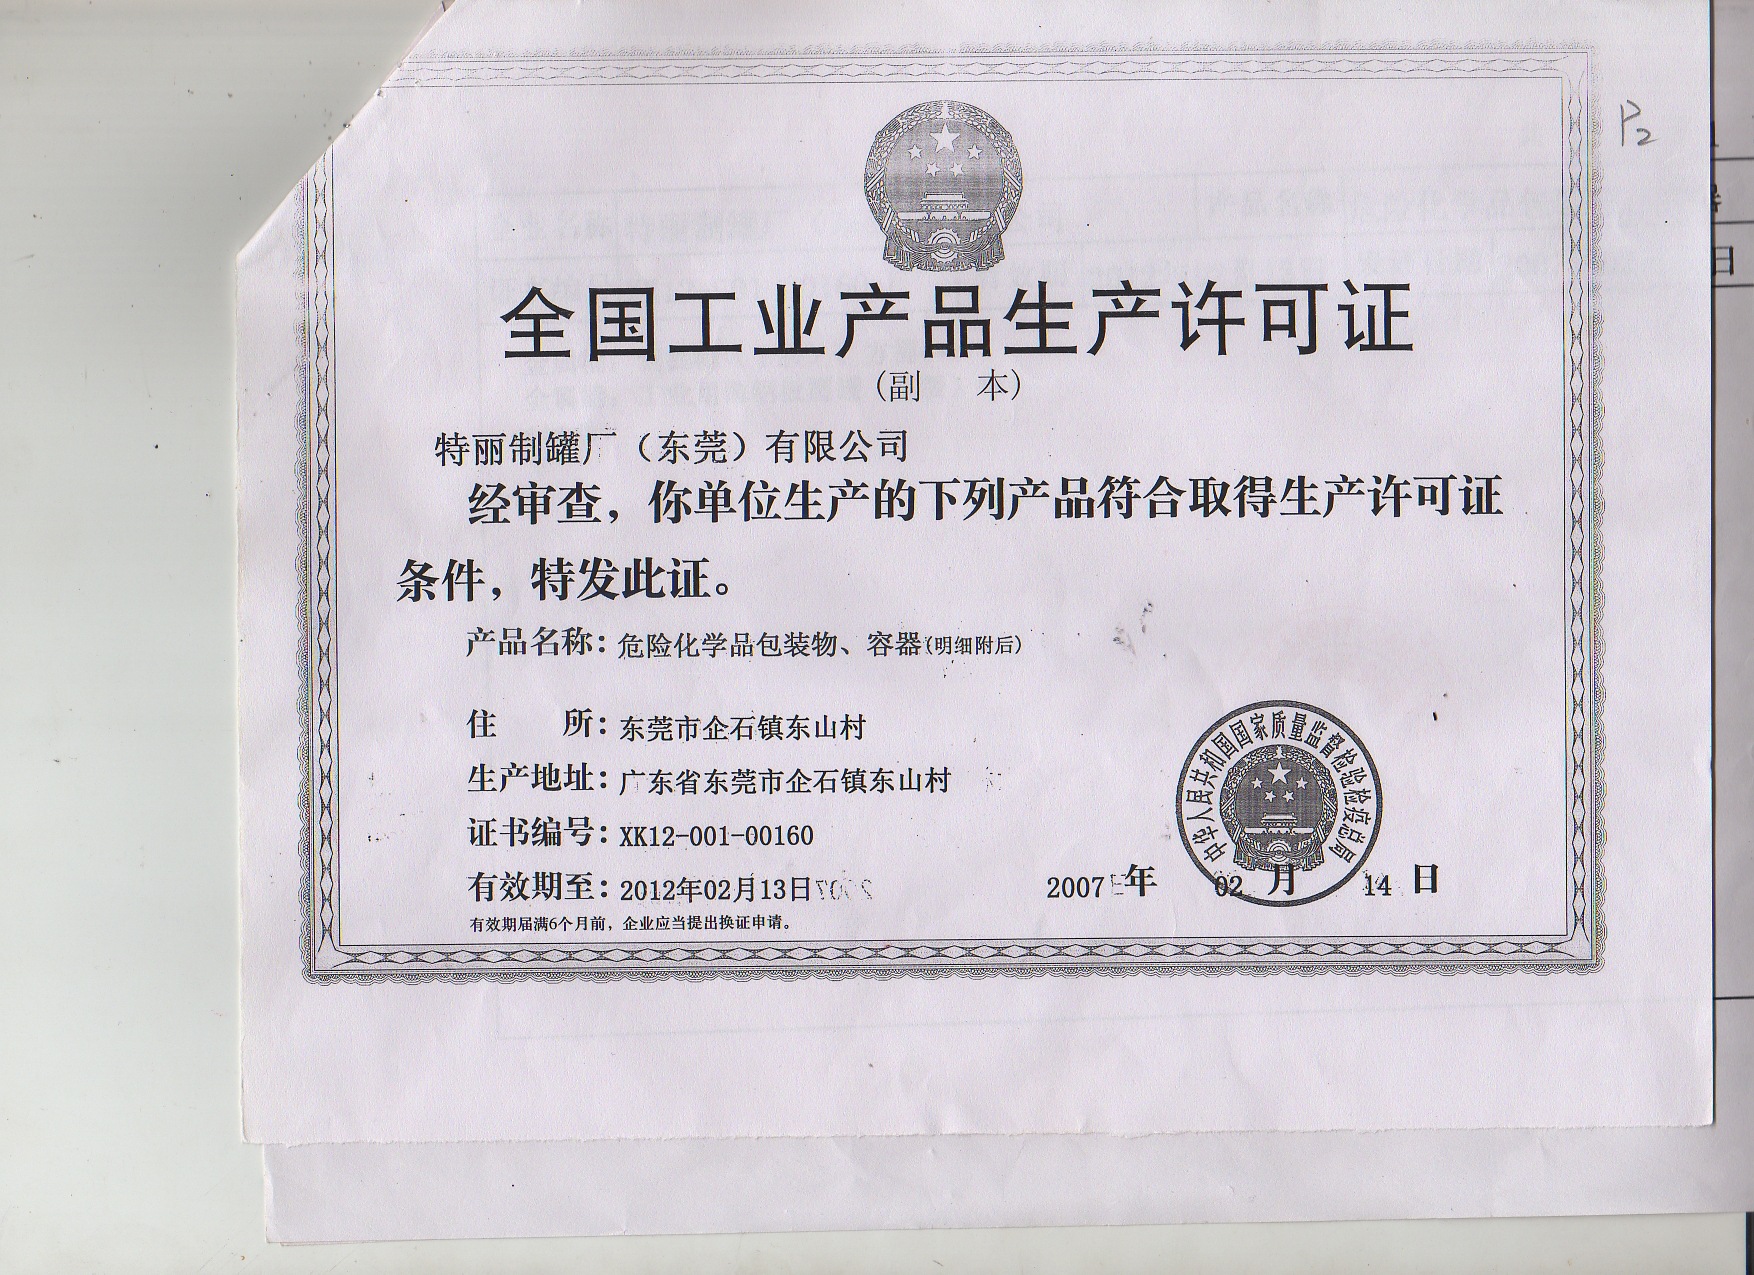 P2
全国工业产品生产许可证
(副 本)
特丽制罐厂（东莞）有限公司
经审查，你单位生产的下列产品符合取得生产许可证
条件，特发此证。
产品名称：危险化学品包装物、容器(明细附后)
住 所：东莞市企石镇东山村
生产地址：广东省东莞市企石镇东山村
证书编号：XK12-001-00160
有效期至：2012年02月13日
2007年 02月 14日
有效期届满6个月前，企业应当提出换证申请。
中华人民共和国国家质量监督检验检疫总局
日